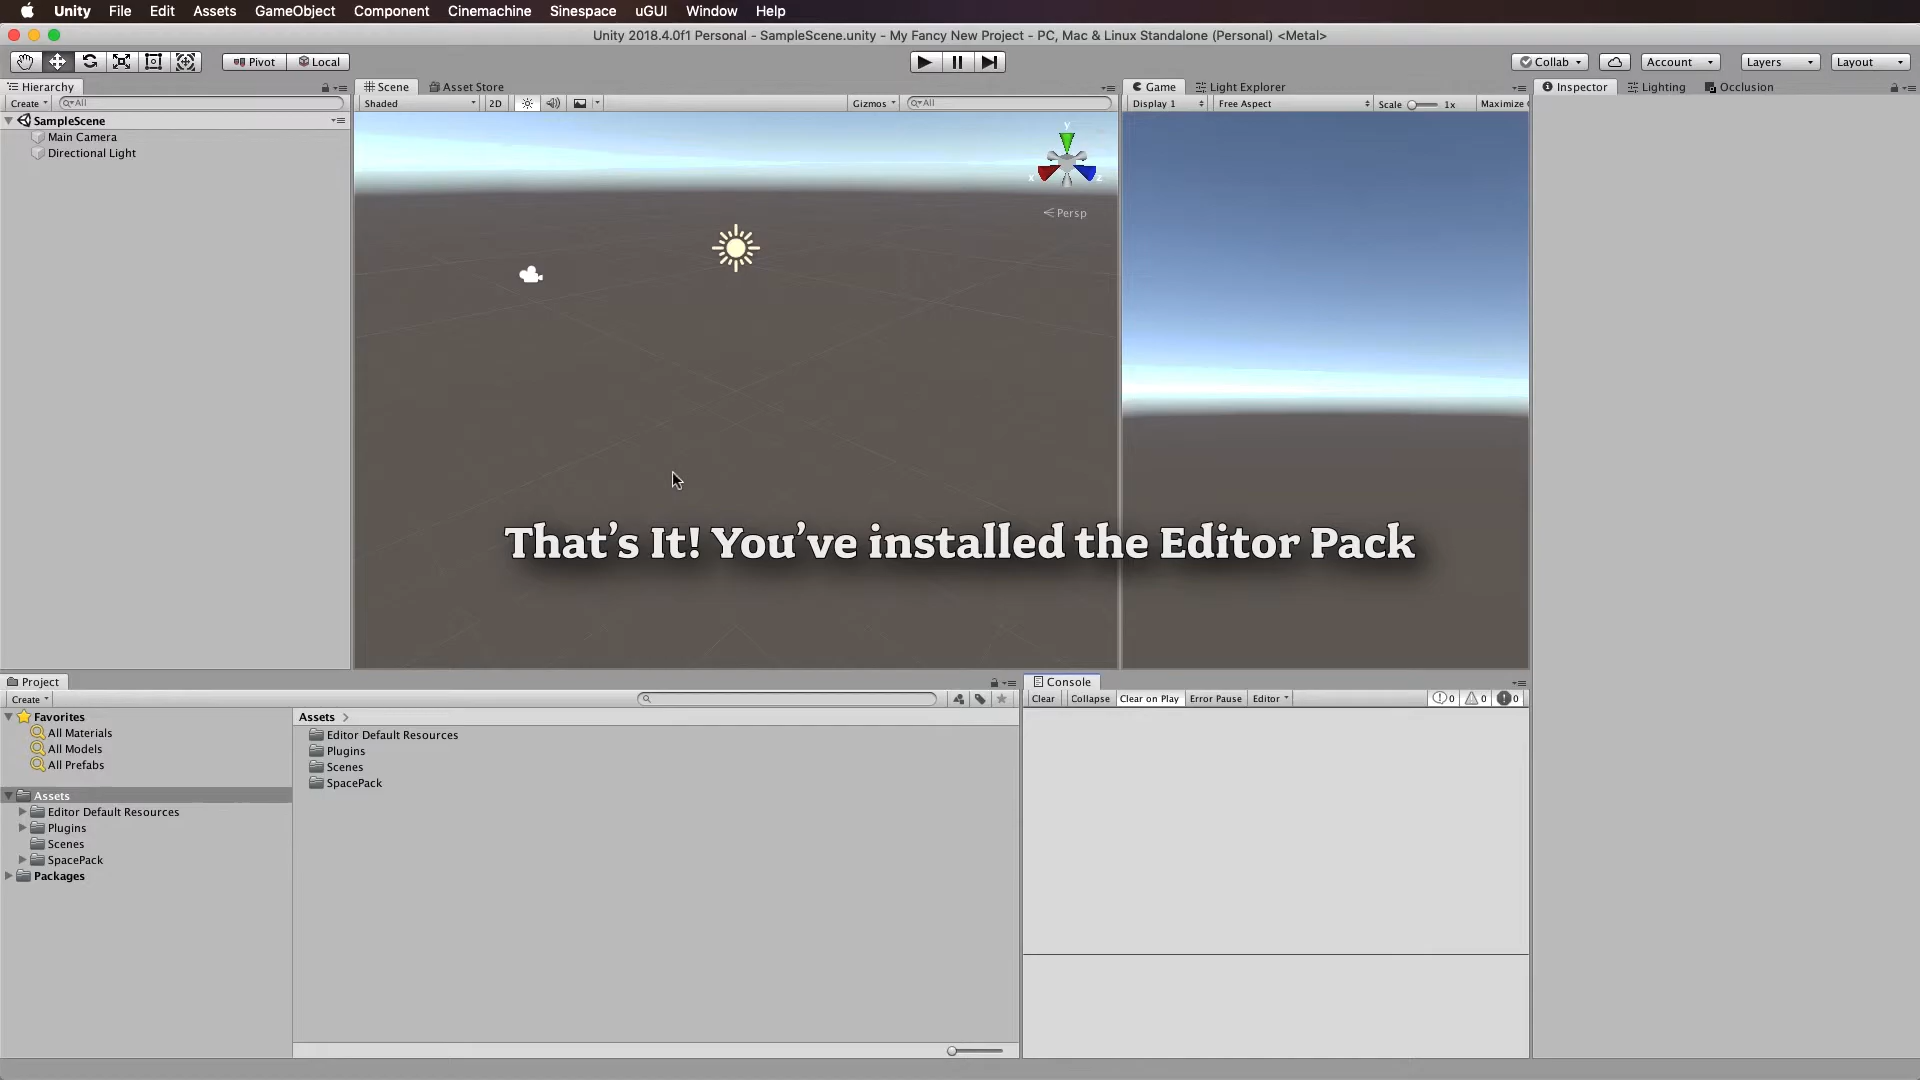 Unity File Edit Assets GameObject Component Cinemachine Sinespace uGUI Window Help
Unity 2018.4.0f1 Personal - SampleScene.unity - My Fancy New Project - PC, Mac & Linux Standalone (Personal) <Metal>
Pivot Local Collab Account Layers Layout
Hierarchy Scene Asset Store Game Light Explorer Inspector Lighting Occlusion
Create All Shaded 2D Gizmos All Display 1 Free Aspect Scale 1x Maximize
SampleScene
Main Camera
Directional Light
y
x z
Persp
That's It! You've installed the Editor Pack
Project Console
Create Clear Collapse Clear on Play Error Pause Editor 0 0 0
Favorites
All Materials
All Models
All Prefabs
Assets
Editor Default Resources
Plugins
Scenes
SpacePack
Packages
Assets
Editor Default Resources
Plugins
Scenes
SpacePack